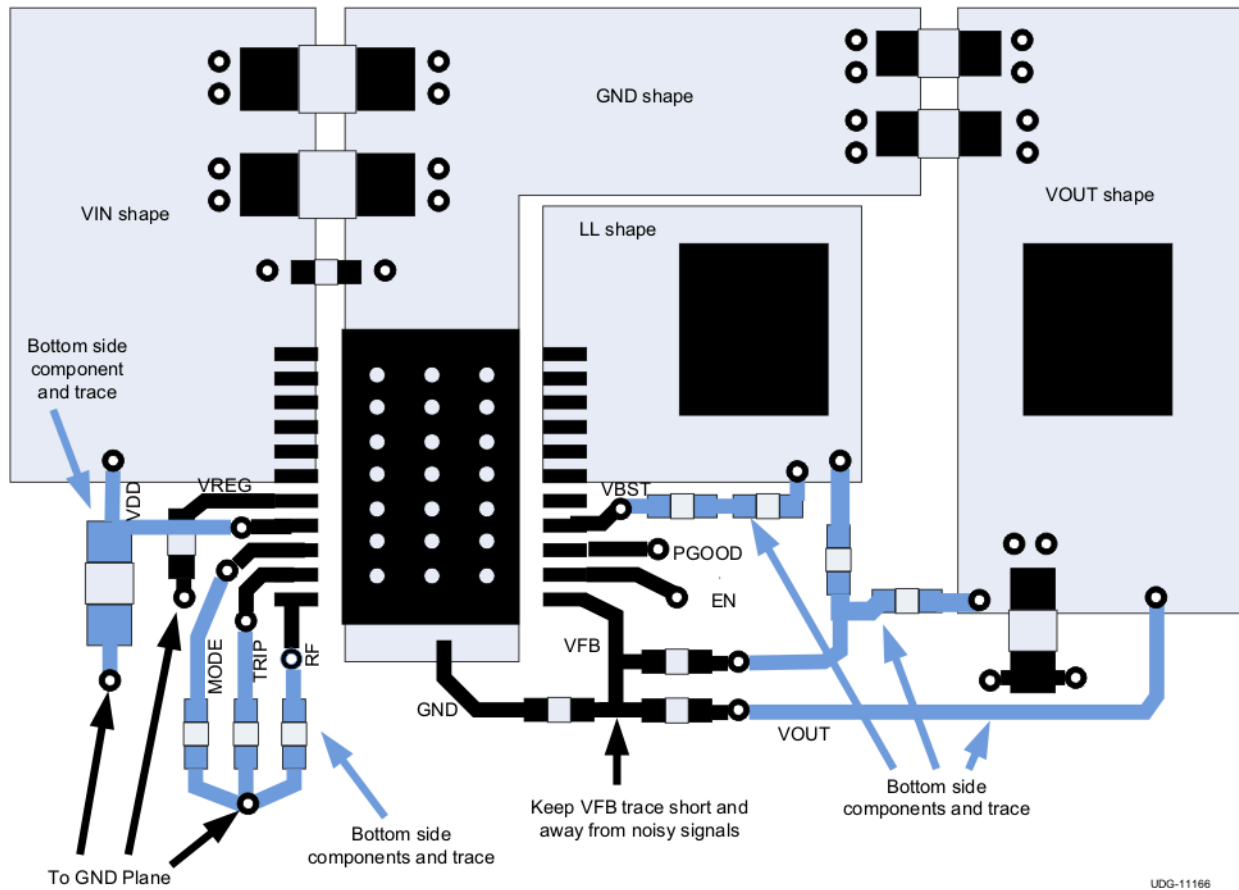 GND shape
VIN shape
VOUT shape
LL shape
Bottom side
component
and trace
VDD
VREG
VBST
PGOOD
EN
VFB
MODE
TRIP
RF
GND
VOUT
Keep VFB trace short and
away from noisy signals
Bottom side
components and trace
Bottom side
components and trace
To GND Plane
UDG-11166